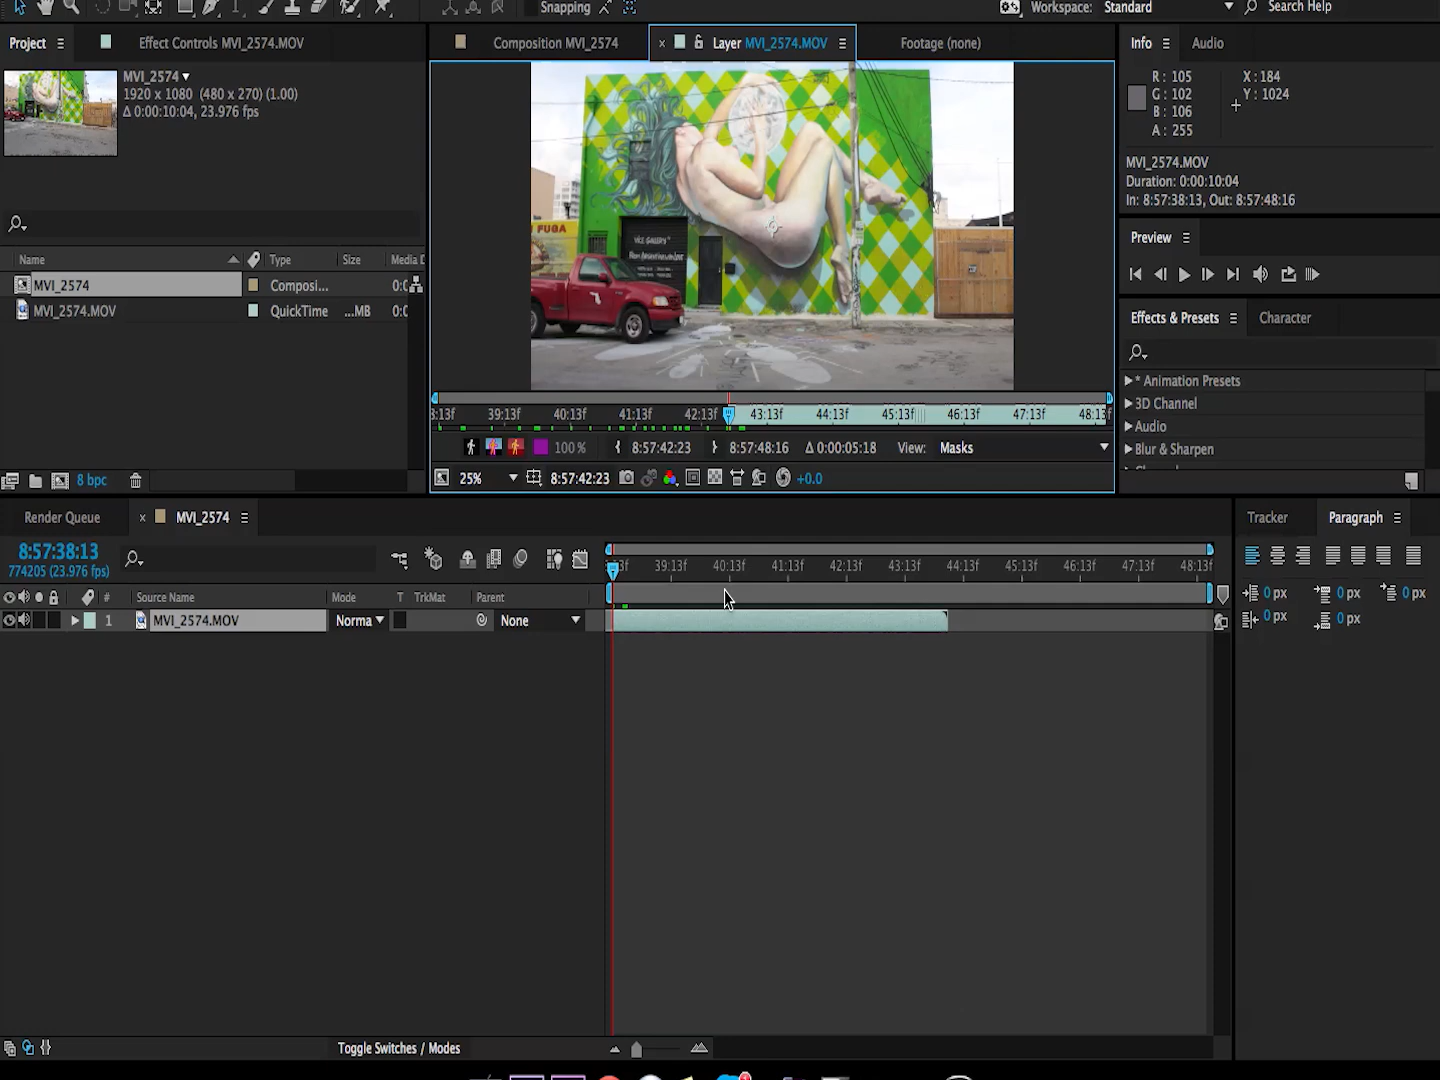 Snapping
Workspace: Standard
Search Help
Project
Effect Controls MVI_2574.MOV
Composition MVI_2574
Layer MVI_2574.MOV
Footage (none)
Info
Audio
MVI_2574
1920 x 1080 (480 x 270) (1.00)
Δ 0:00:10:04, 23.976 fps
R: 105
G: 102
B: 106
A: 255
X: 184
Y: 1024
MVI_2574.MOV
Duration: 0:00:10:04
In: 8:57:38:13, Out: 8:57:48:16
Preview
Name
Type
Size
Media D
MVI_2574
Composi...
0:0
MVI_2574.MOV
QuickTime
...MB
0:0
FUGA
Effects & Presets
Character
* Animation Presets
3D Channel
Audio
Blur & Sharpen
8:13f 39:13f 40:13f 41:13f 42:13f 43:13f 44:13f 45:13f 46:13f 47:13f 48:13f
100 %
8:57:42:23
8:57:48:16
Δ 0:00:05:18
View: Masks
8 bpc
25%
8:57:42:23
+0.0
Render Queue
MVI_2574
Tracker
Paragraph
8:57:38:13
774205 (23.976 fps)
39:13f 40:13f 41:13f 42:13f 43:13f 44:13f 45:13f 46:13f 47:13f 48:13f
#
Source Name
Mode
T
TrkMat
Parent
0 px
0 px
0 px
0 px
0 px
1
MVI_2574.MOV
Norma
None
Toggle Switches / Modes